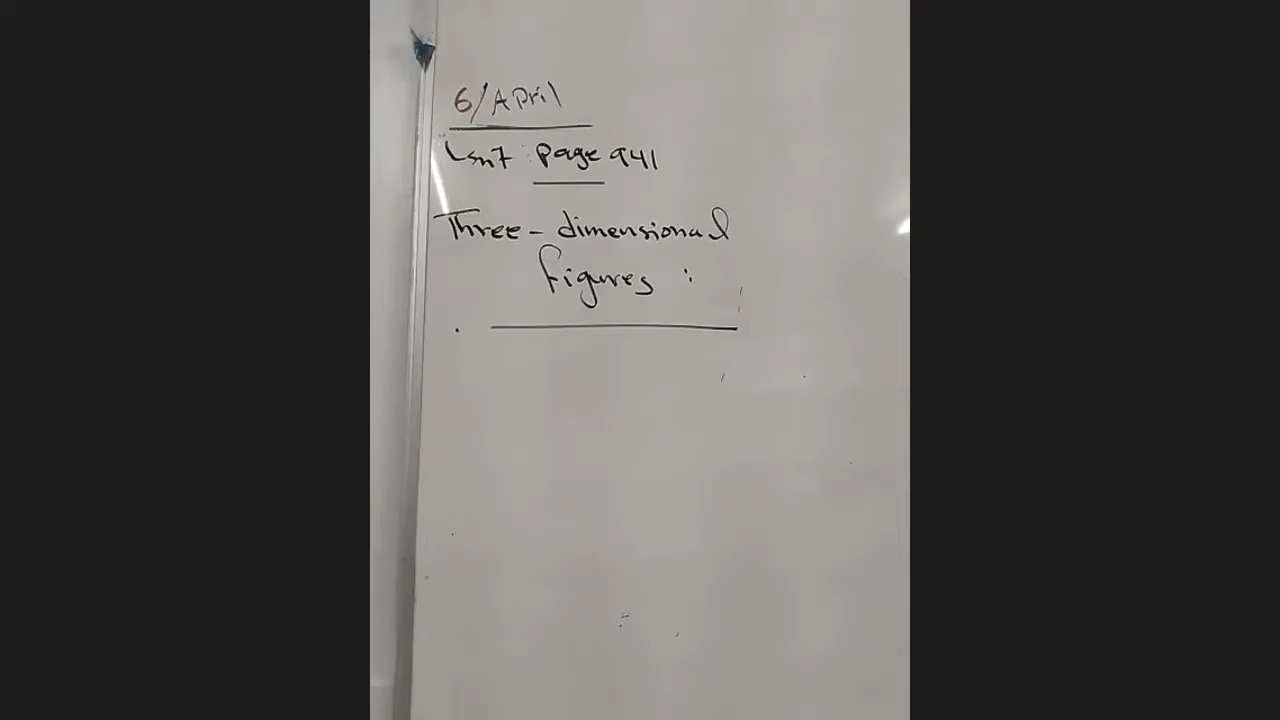 6/April
Lsn7 : page 941
Three - dimensional
figures :